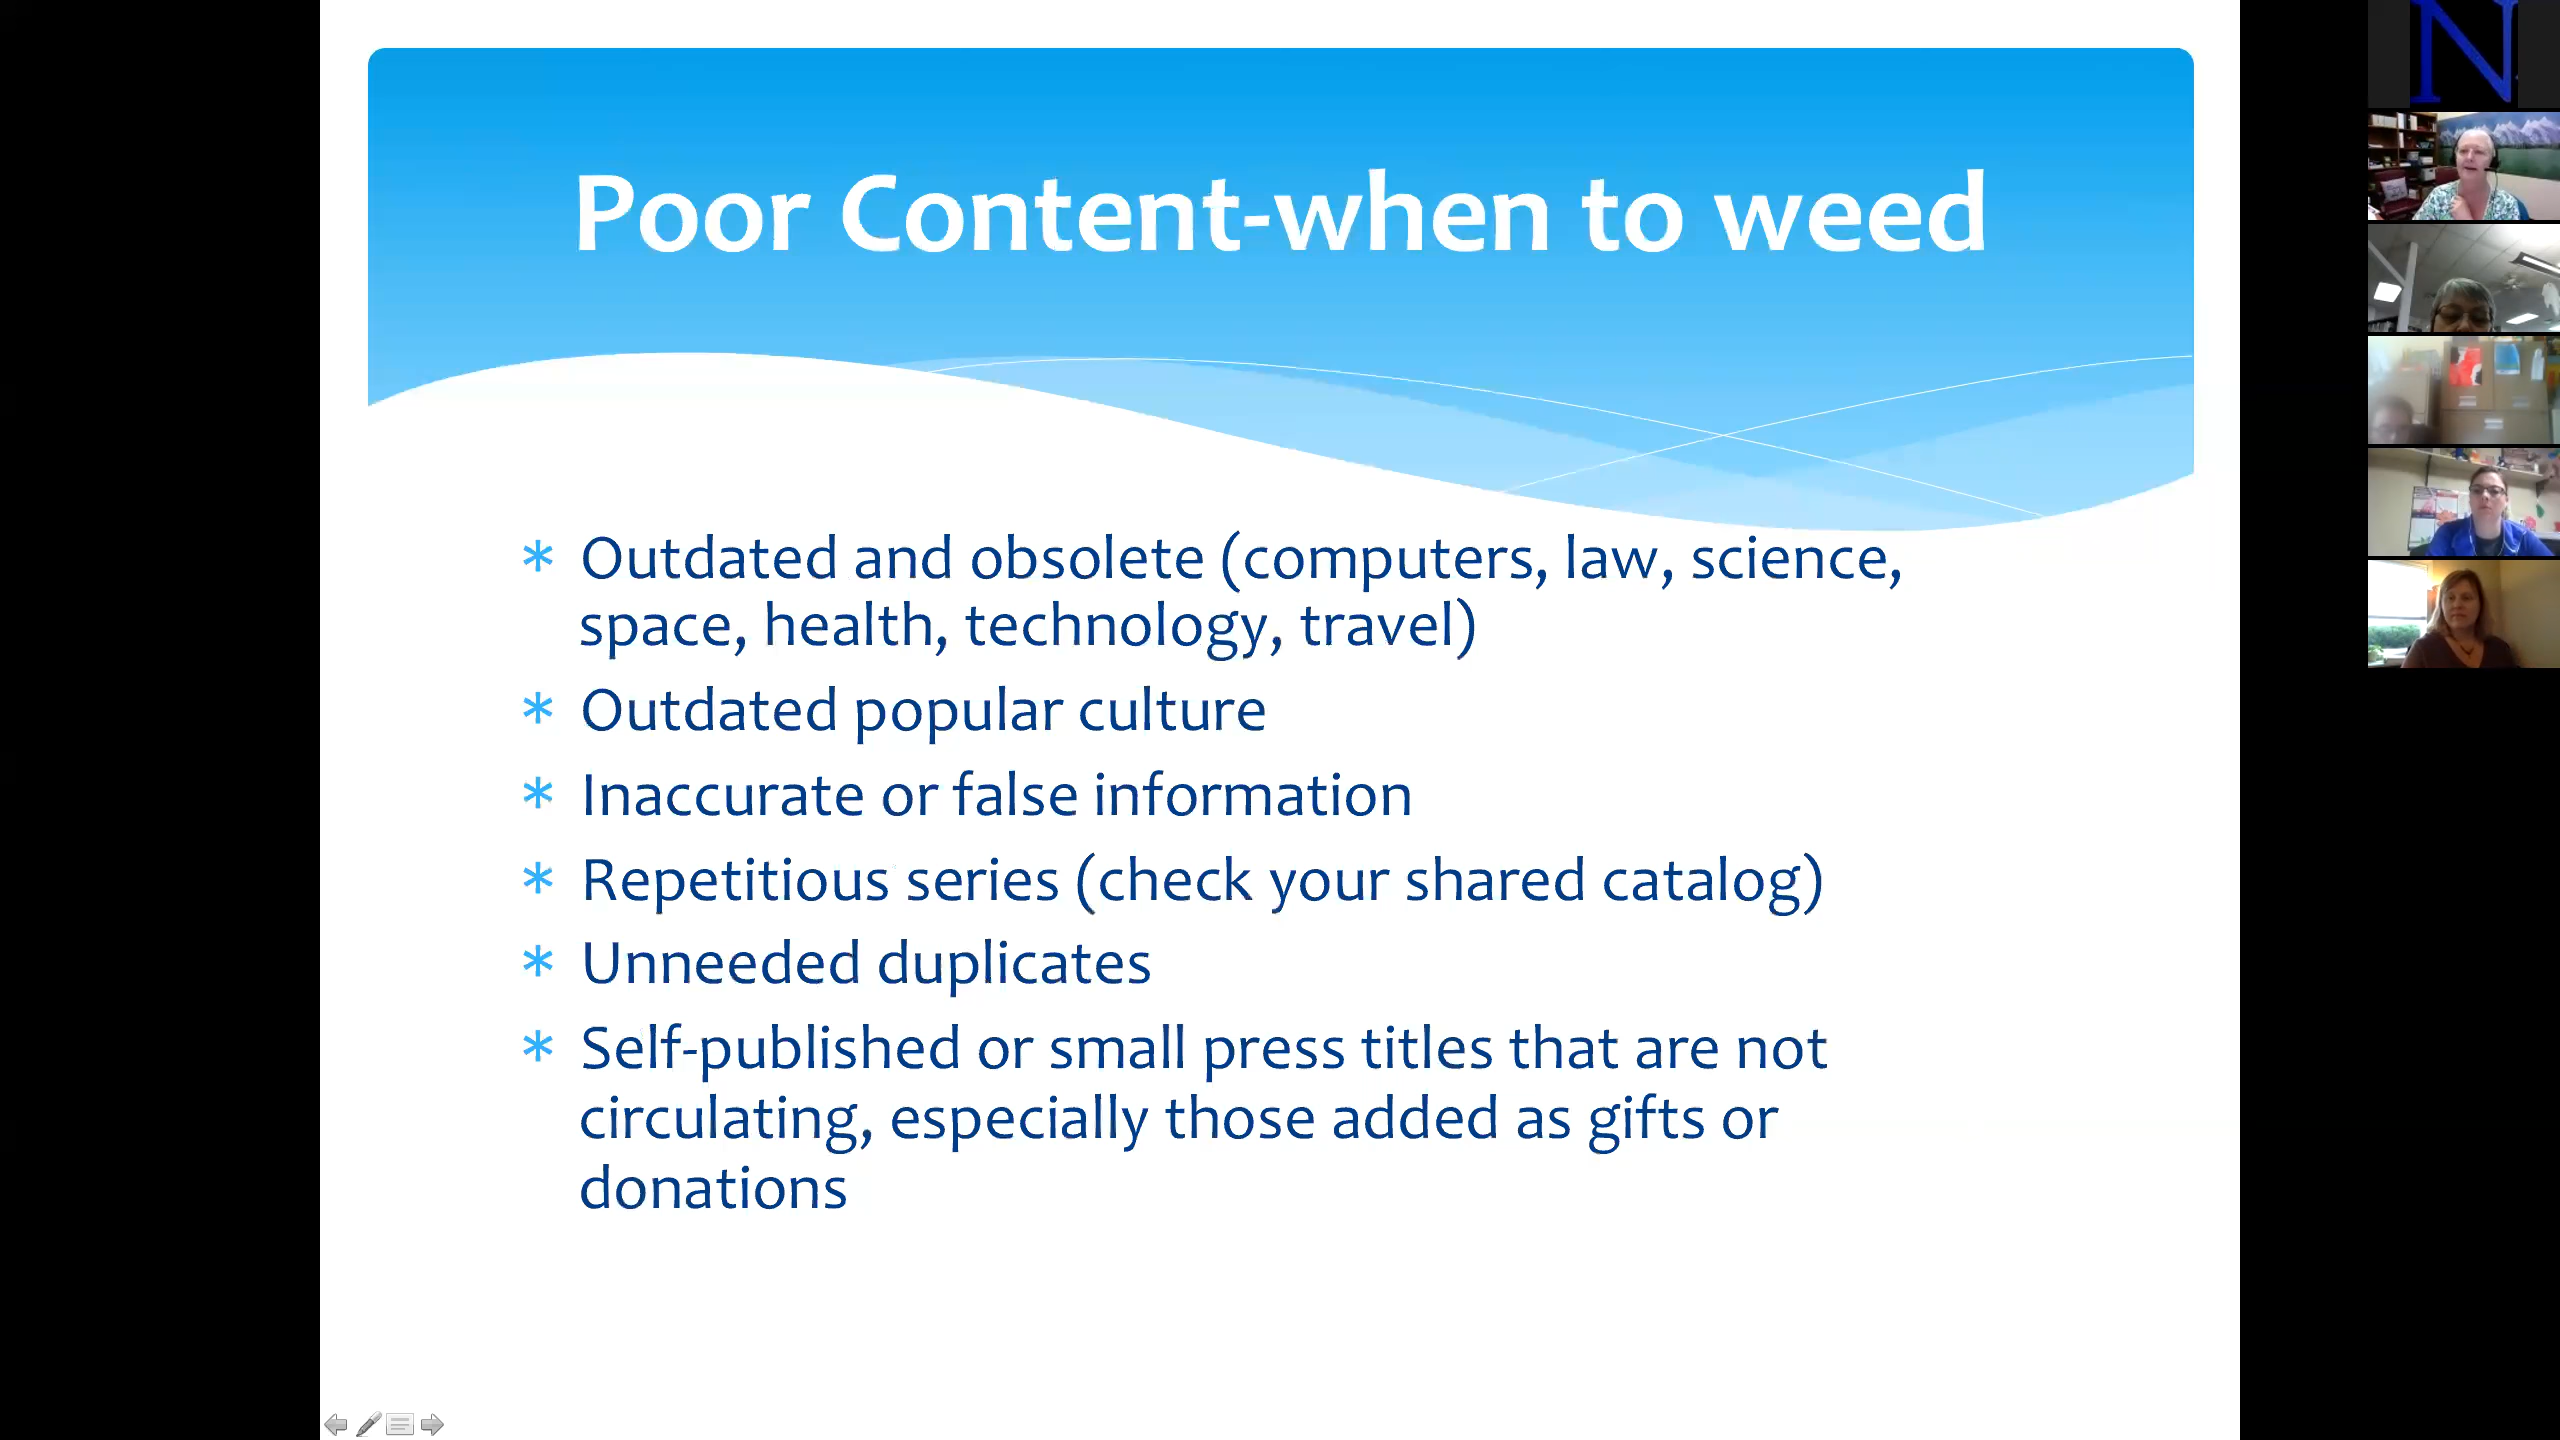 Poor Content-when to weed
* Outdated and obsolete (computers, law, science,
space, health, technology, travel)
* Outdated popular culture
* Inaccurate or false information
* Repetitious series (check your shared catalog)
* Unneeded duplicates
* Self-published or small press titles that are not
circulating, especially those added as gifts or
donations
N